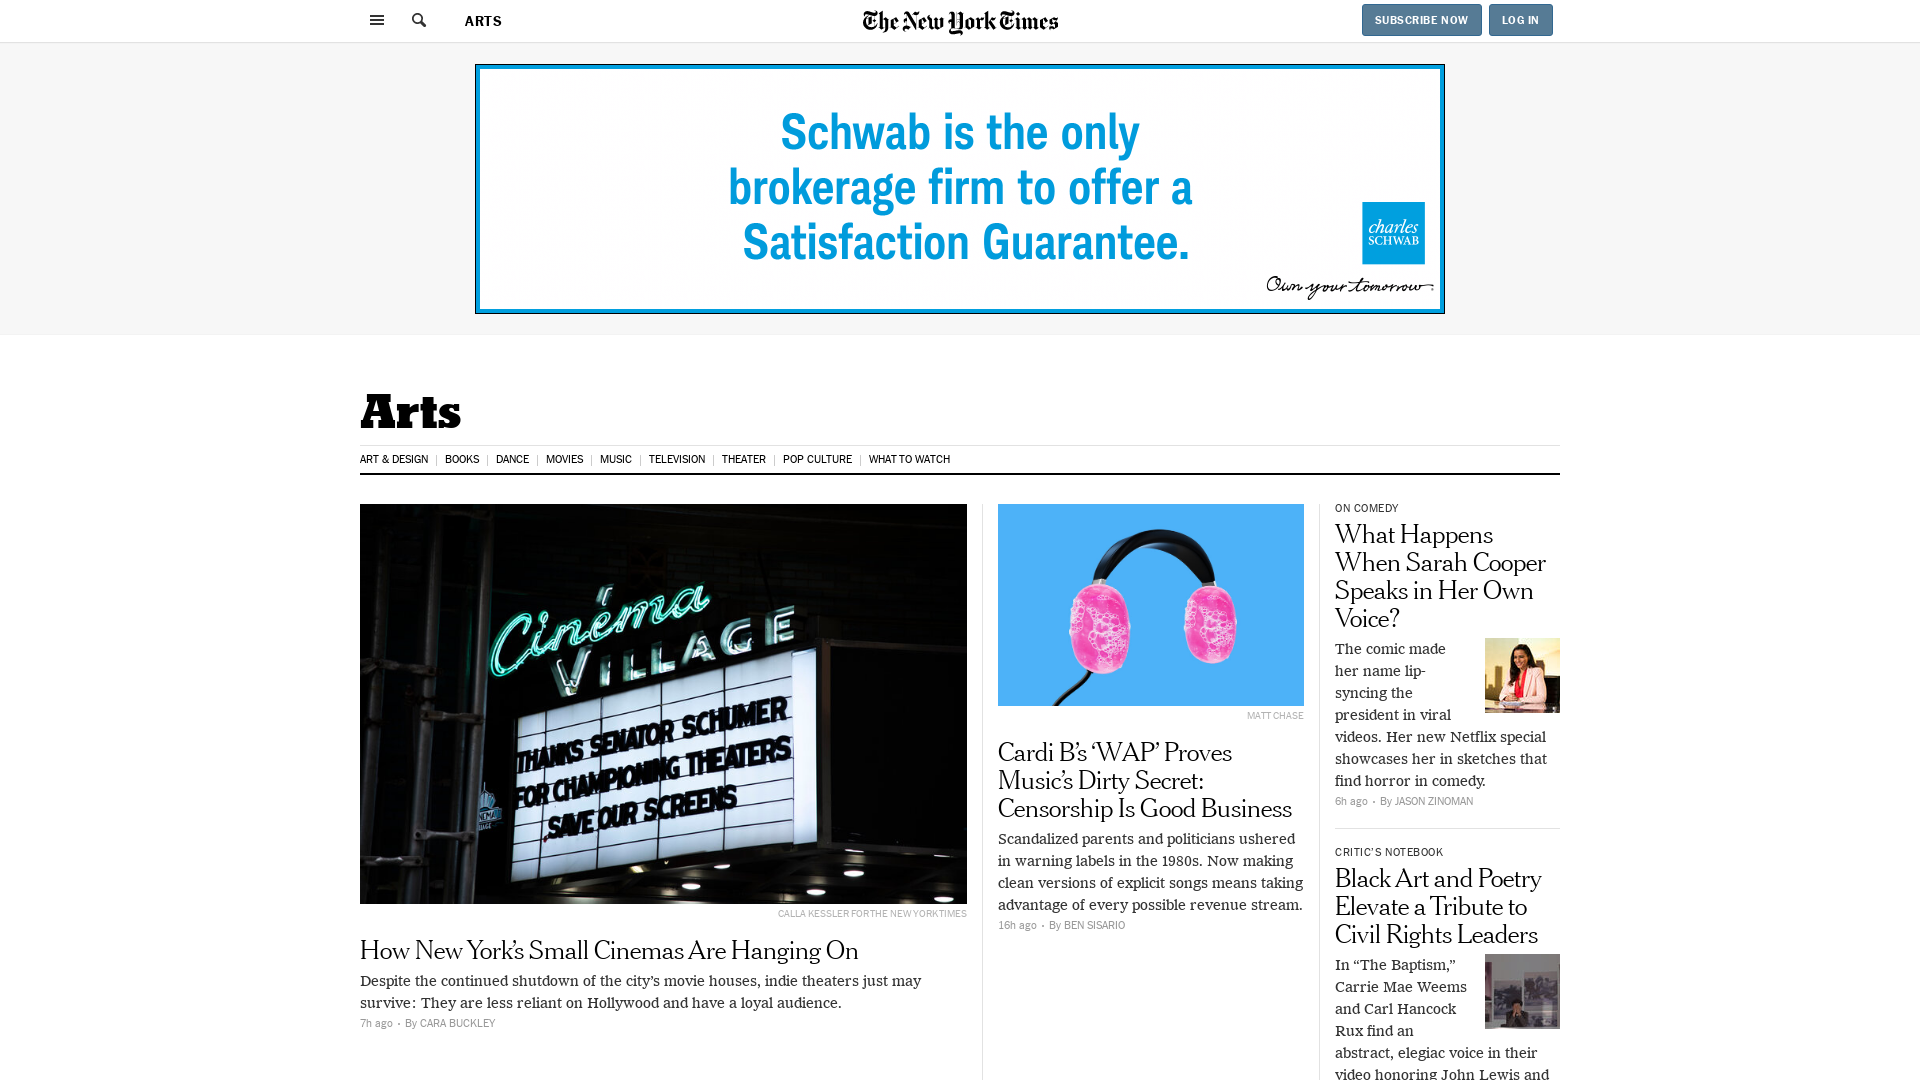 ARTS
The New York Times
SUBSCRIBE NOW
LOG IN
Schwab is the only
brokerage firm to offer a
Satisfaction Guarantee.
charles
SCHWAB
Own your tomorrow.
Arts
ART & DESIGN
BOOKS
DANCE
MOVIES
MUSIC
TELEVISION
THEATER
POP CULTURE
WHAT TO WATCH
Cinéma
VILLAGE
THANKS SENATOR SCHUMER
FOR CHAMPIONING THEATERS
.SAVE OUR SCREENS
CALLA KESSLER FOR THE NEW YORK TIMES
How New York’s Small Cinemas Are Hanging On
Despite the continued shutdown of the city’s movie houses, indie theaters just may
survive: They are less reliant on Hollywood and have a loyal audience.
7h ago • By CARA BUCKLEY
MATT CHASE
Cardi B’s ‘WAP’ Proves
Music’s Dirty Secret:
Censorship Is Good Business
Scandalized parents and politicians ushered
in warning labels in the 1980s. Now making
clean versions of explicit songs means taking
advantage of every possible revenue stream.
16h ago • By BEN SISARIO
ON COMEDY
What Happens
When Sarah Cooper
Speaks in Her Own
Voice?
The comic made
her name lip-
syncing the
president in viral
videos. Her new Netflix special
showcases her in sketches that
find horror in comedy.
6h ago • By JASON ZINOMAN
CRITIC’S NOTEBOOK
Black Art and Poetry
Elevate a Tribute to
Civil Rights Leaders
In “The Baptism,”
Carrie Mae Weems
and Carl Hancock
Rux find an
abstract, elegiac voice in their
video honoring John Lewis and